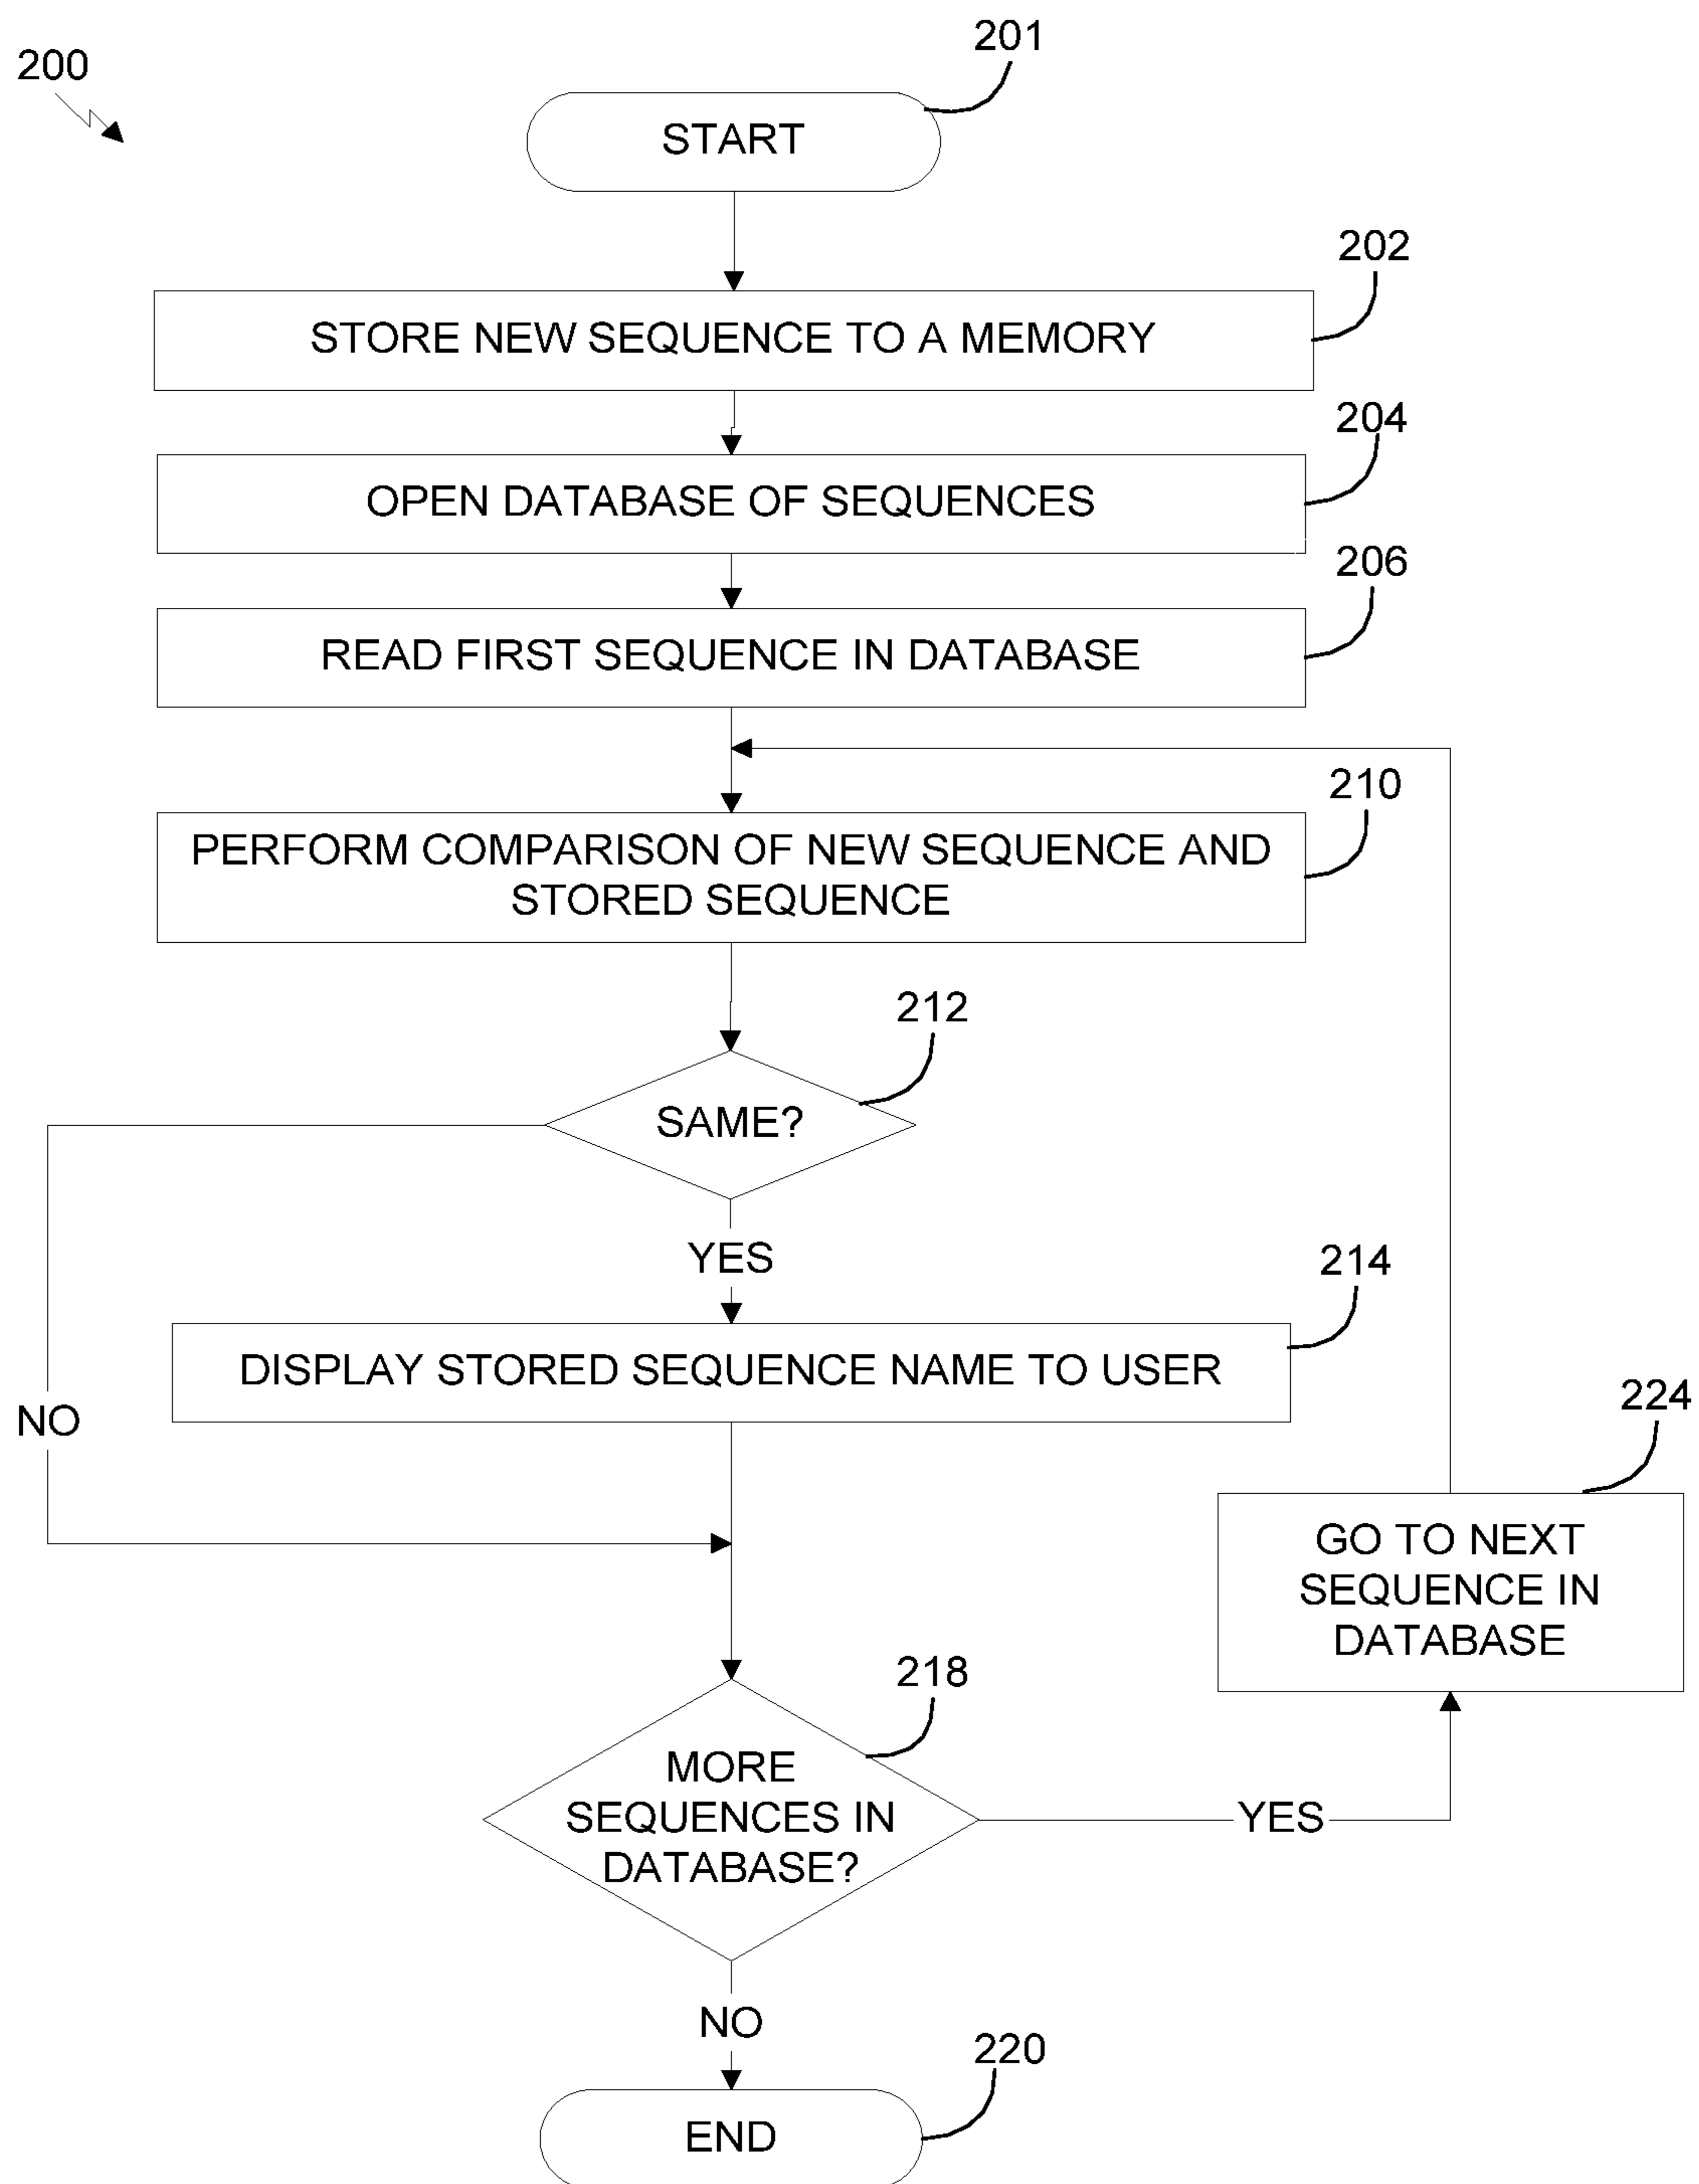 200
201
START
202
STORE NEW SEQUENCE TO A MEMORY
204
OPEN DATABASE OF SEQUENCES
206
READ FIRST SEQUENCE IN DATABASE
210
PERFORM COMPARISON OF NEW SEQUENCE AND
STORED SEQUENCE
212
SAME?
YES
214
DISPLAY STORED SEQUENCE NAME TO USER
NO
224
GO TO NEXT
SEQUENCE IN
DATABASE
218
MORE
SEQUENCES IN
DATABASE?
YES
NO
220
END